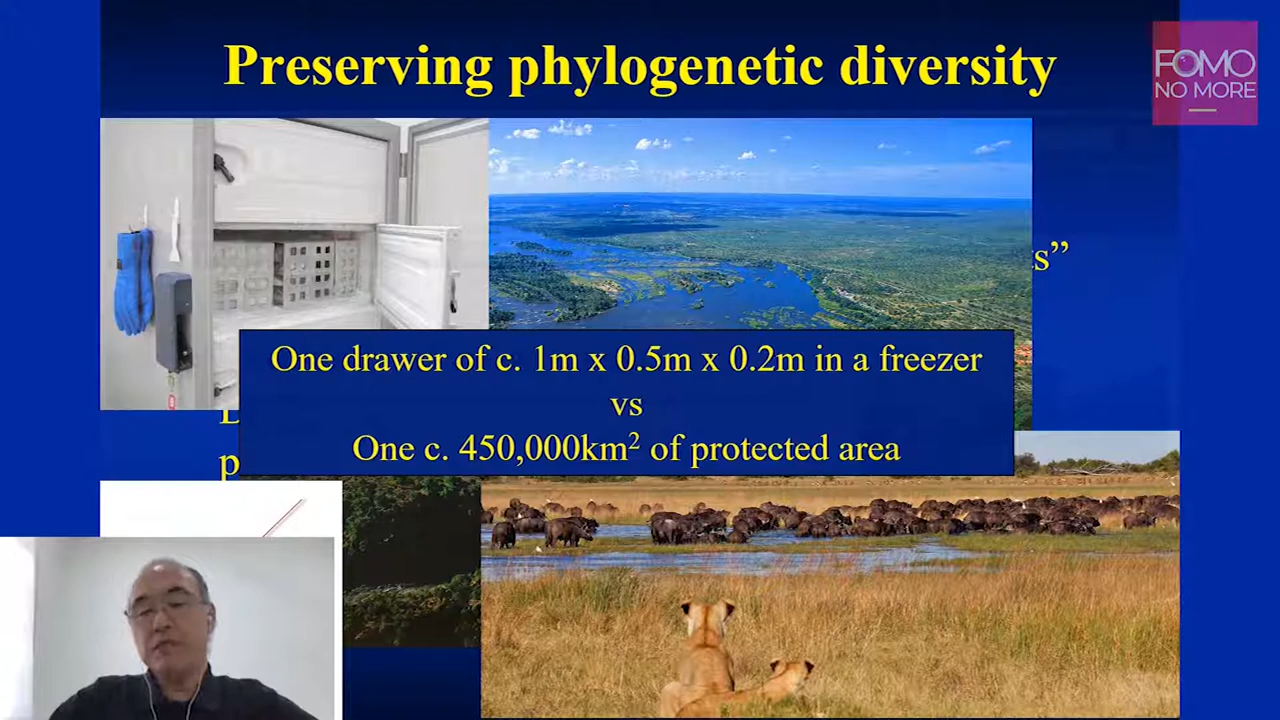 Preserving phylogenetic diversity
FOMO
NO MORE
One drawer of c. 1m x 0.5m x 0.2m in a freezer
vs
One c. 450,000km² of protected area